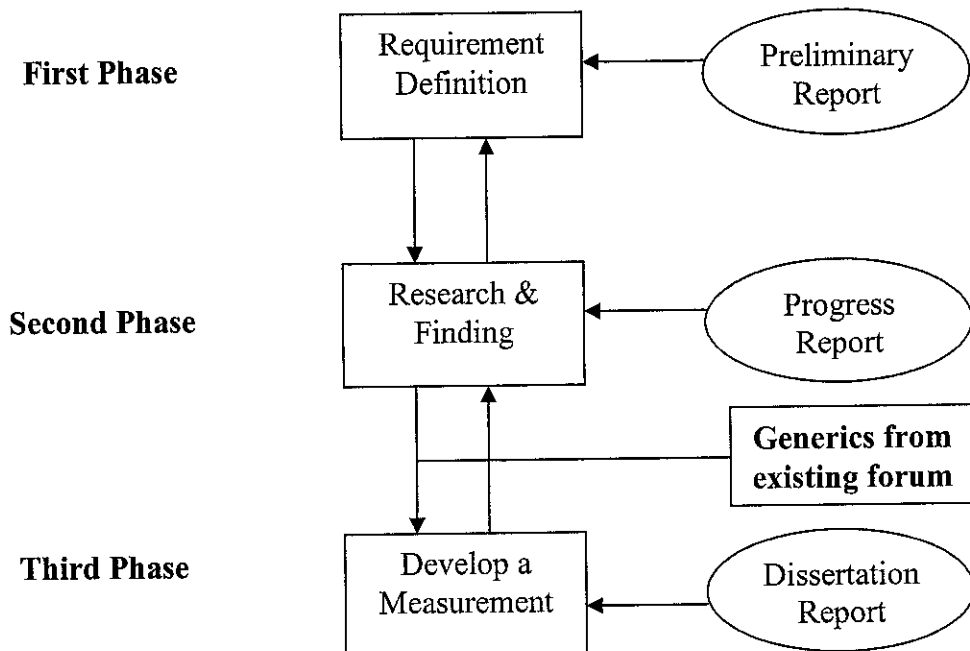 First Phase
Requirement
Definition
Preliminary
Report
Second Phase
Research &
Finding
Progress
Report
Generics from
existing forum
Third Phase
Develop a
Measurement
Dissertation
Report